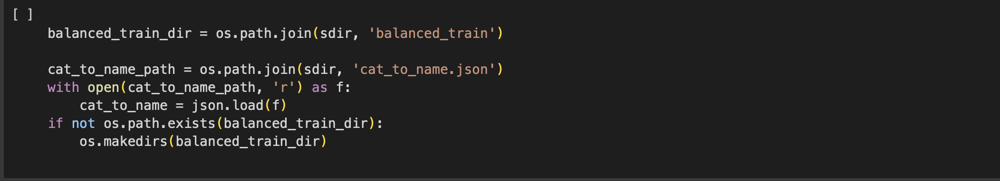 [ ]
balanced_train_dir = os.path.join(sdir, 'balanced_train')

cat_to_name_path = os.path.join(sdir, 'cat_to_name.json')
with open(cat_to_name_path, 'r') as f:
    cat_to_name = json.load(f)
if not os.path.exists(balanced_train_dir):
    os.makedirs(balanced_train_dir)